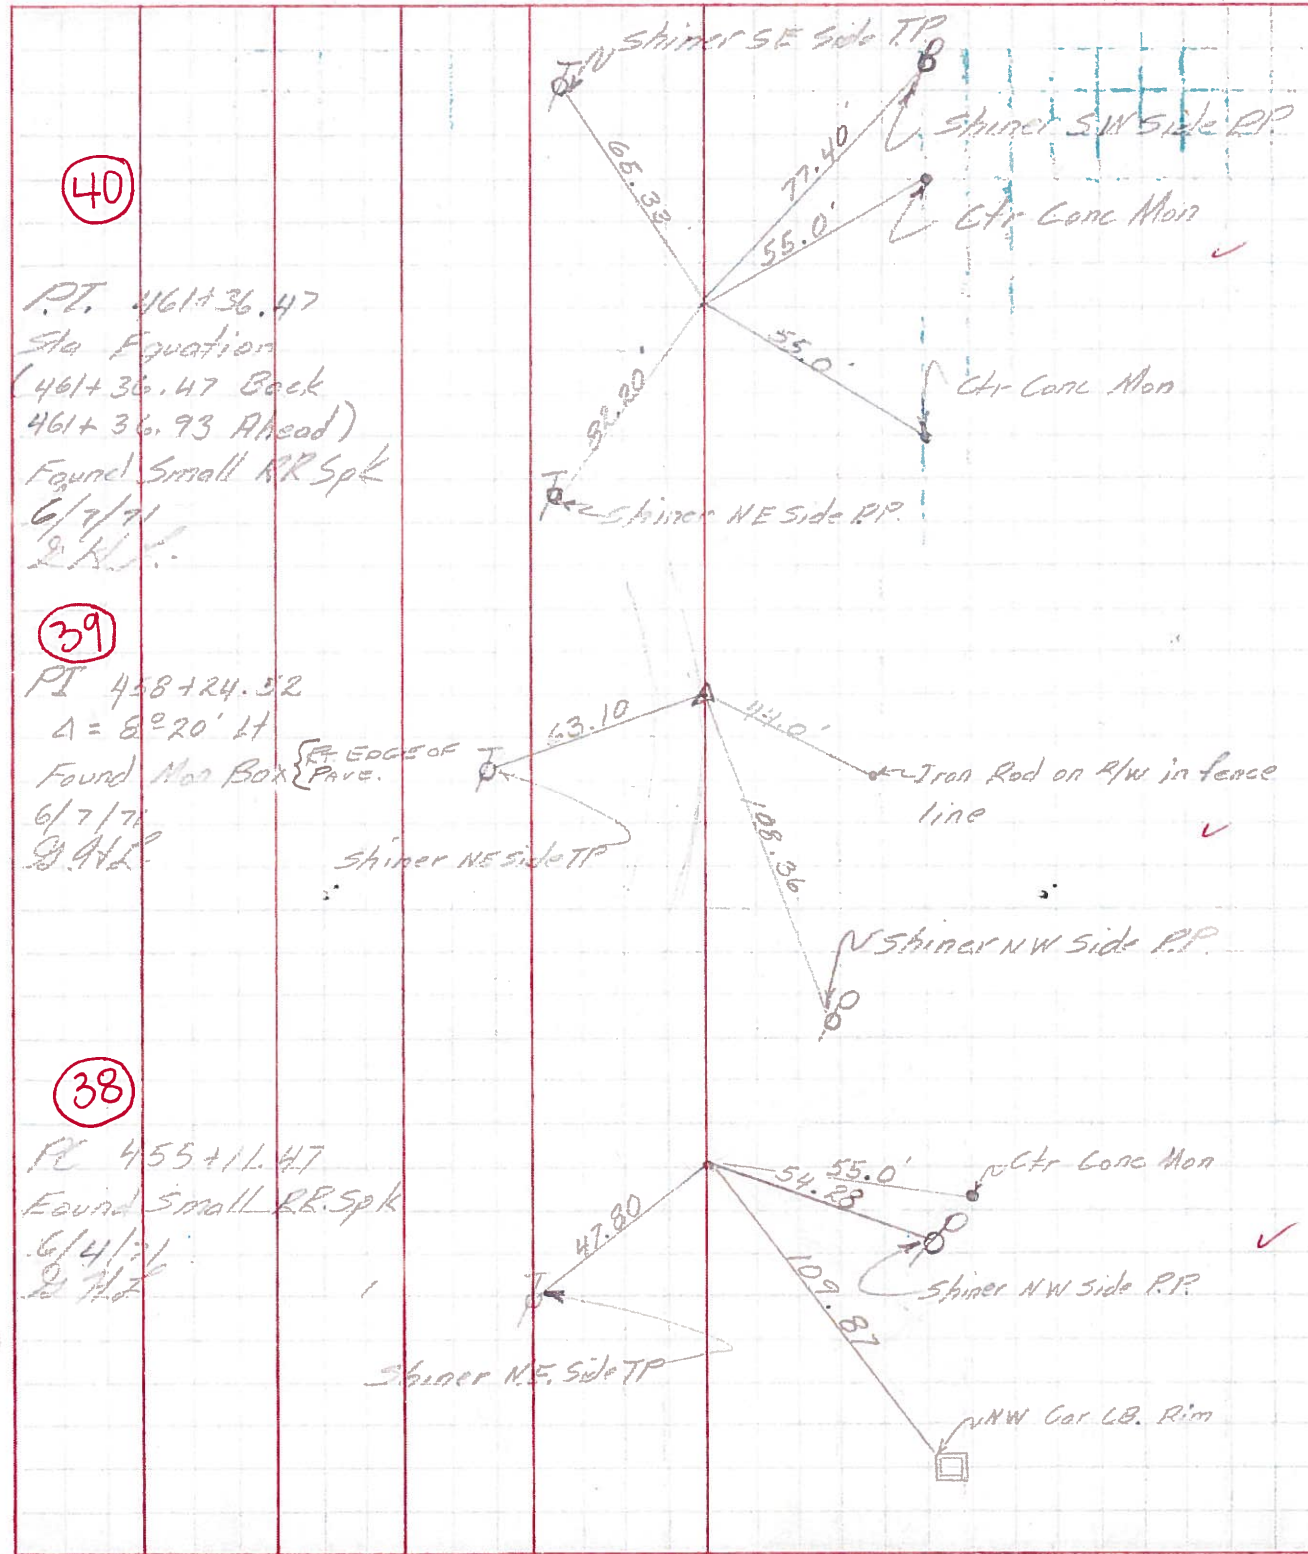 Shiner SE Side T.P.
65.33
77.40'
Shiner SW Side P.P.
55.0'
Ctr Conc Mon
40
P.T. 461+36.47
Sta Equation
(461+36.47 Back
461+36.93 Ahead)
Found Small RR Spk
6/7/71
55.0'
Ctr Conc Mon
Shiner NE Side P.P.
39
PI 458+24.52
Δ = 8°20' Lt
Found Mon Box {RT. EDGE OF
PAVE.
6/7/71
63.10
44.0'
Iron Rod on R/W in fence
line
108.36
Shiner NE Side TP
Shiner NW Side P.P.
38
PC 455+11.47
Found Small RR. Spk
6/4/71
47.80
55.0'
54.28
Ctr Conc Mon
Shiner NW Side P.P.
109.87
Shiner N.E. Side TP
NW Cor C.B. Rim